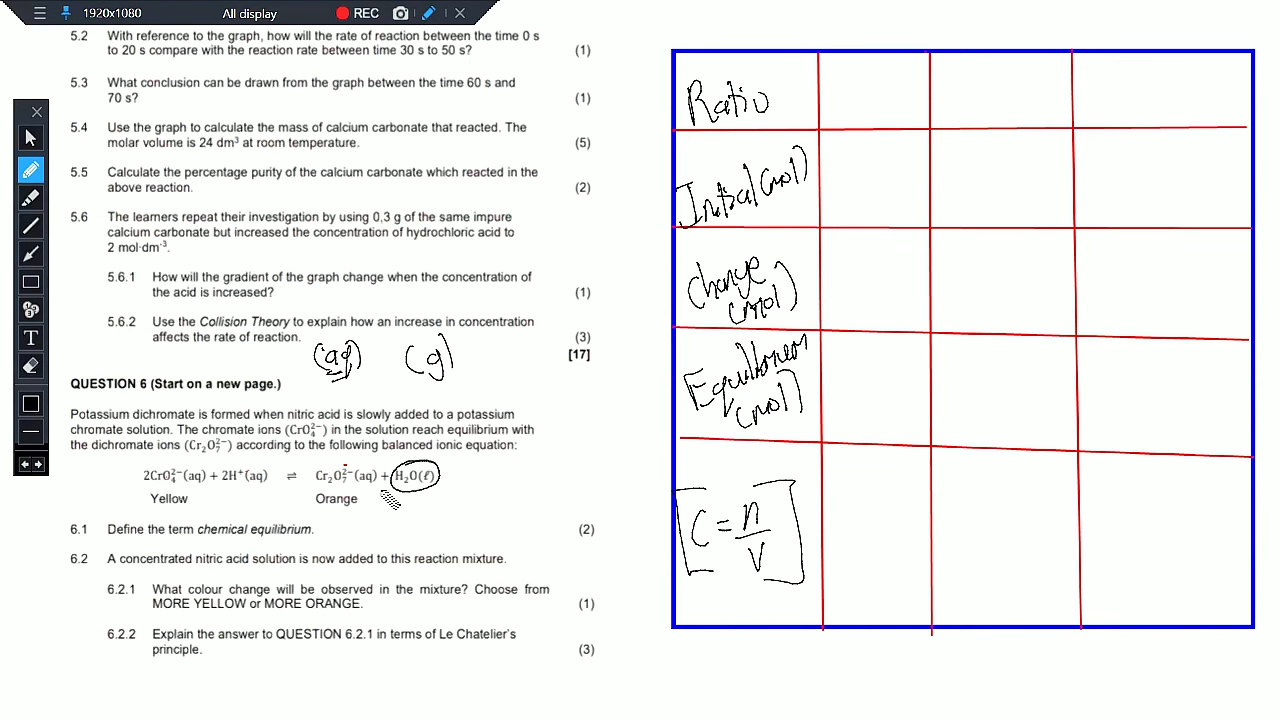 1920x1080 All display REC
5.2 With reference to the graph, how will the rate of reaction between the time 0 s
to 20 s compare with the reaction rate between time 30 s to 50 s? (1)
5.3 What conclusion can be drawn from the graph between the time 60 s and
70 s? (1)
5.4 Use the graph to calculate the mass of calcium carbonate that reacted. The
molar volume is 24 dm³ at room temperature. (5)
5.5 Calculate the percentage purity of the calcium carbonate which reacted in the
above reaction. (2)
5.6 The learners repeat their investigation by using 0,3 g of the same impure
calcium carbonate but increased the concentration of hydrochloric acid to
2 mol·dm⁻³.
5.6.1 How will the gradient of the graph change when the concentration of
the acid is increased? (1)
5.6.2 Use the Collision Theory to explain how an increase in concentration
affects the rate of reaction. (3)
(aq) (g)
[17]
QUESTION 6 (Start on a new page.)
Potassium dichromate is formed when nitric acid is slowly added to a potassium
chromate solution. The chromate ions (CrO₄²⁻) in the solution reach equilibrium with
the dichromate ions (Cr₂O₇²⁻) according to the following balanced ionic equation:
2CrO₄²⁻(aq) + 2H⁺(aq) ⇌ Cr₂O₇²⁻(aq) + H₂O(ℓ)
Yellow Orange
6.1 Define the term chemical equilibrium. (2)
6.2 A concentrated nitric acid solution is now added to this reaction mixture.
6.2.1 What colour change will be observed in the mixture? Choose from
MORE YELLOW or MORE ORANGE. (1)
6.2.2 Explain the answer to QUESTION 6.2.1 in terms of Le Chatelier's
principle. (3)
Ratio
Initial (mol)
Change
(mol)
(mol)
C = n
V